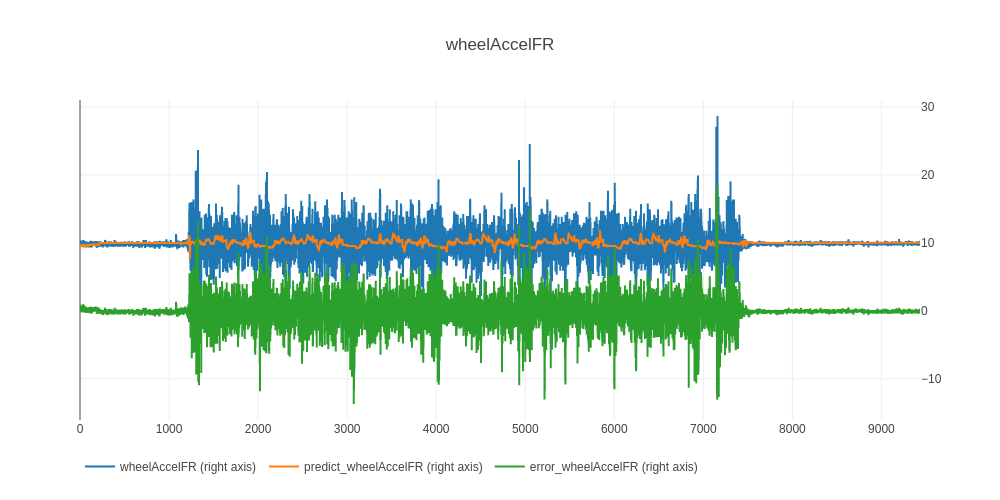 wheelAccelFR
30
20
10
0
−10
0 1000 2000 3000 4000 5000 6000 7000 8000 9000
wheelAccelFR (right axis) predict_wheelAccelFR (right axis) error_wheelAccelFR (right axis)